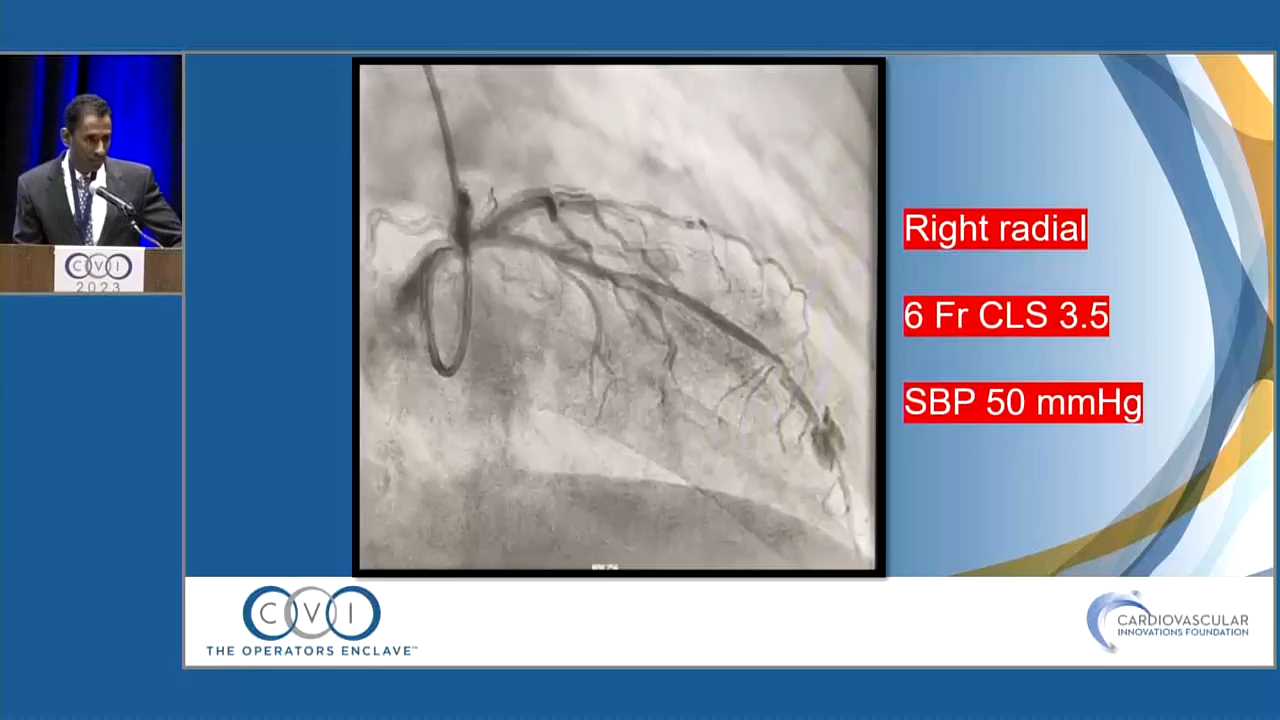 CVI
2023
Right radial
6 Fr CLS 3.5
SBP 50 mmHg
CVI
THE OPERATORS ENCLAVE™
CARDIOVASCULAR
INNOVATIONS FOUNDATION